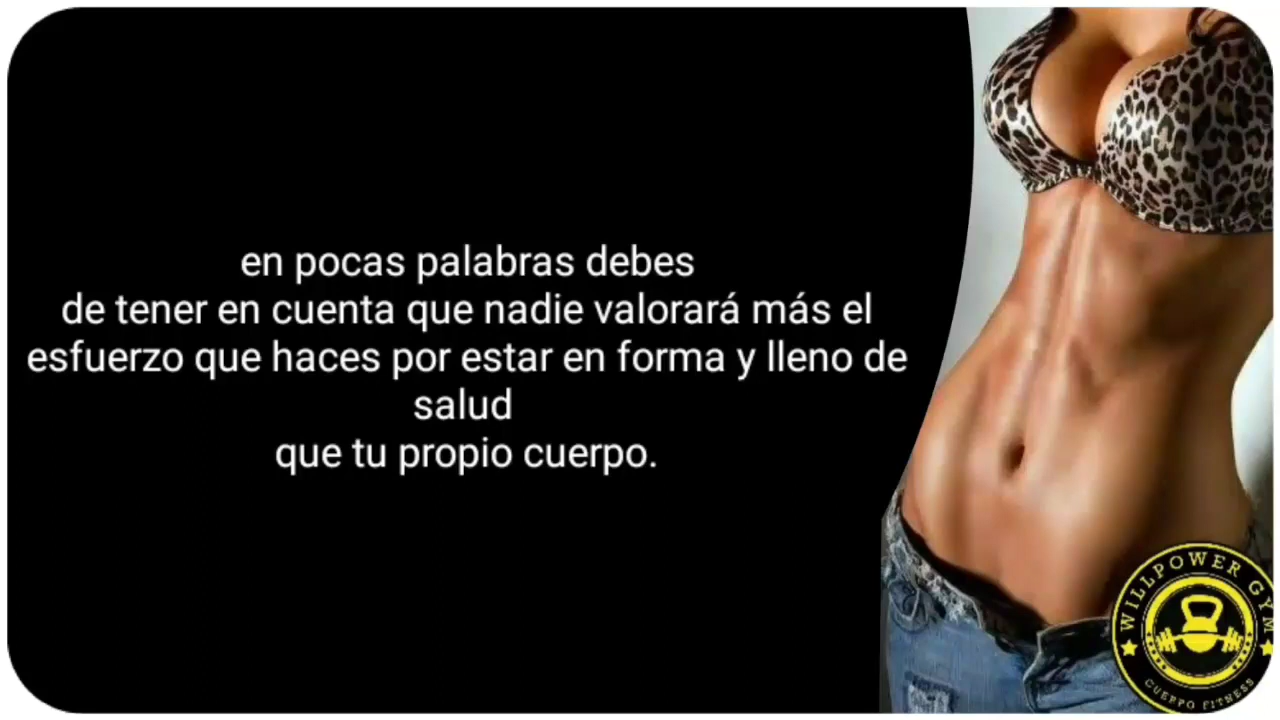 en pocas palabras debes
de tener en cuenta que nadie valorará más el
esfuerzo que haces por estar en forma y lleno de
salud
que tu propio cuerpo.
WILLPOWER GYM
CUERPO FITNESS